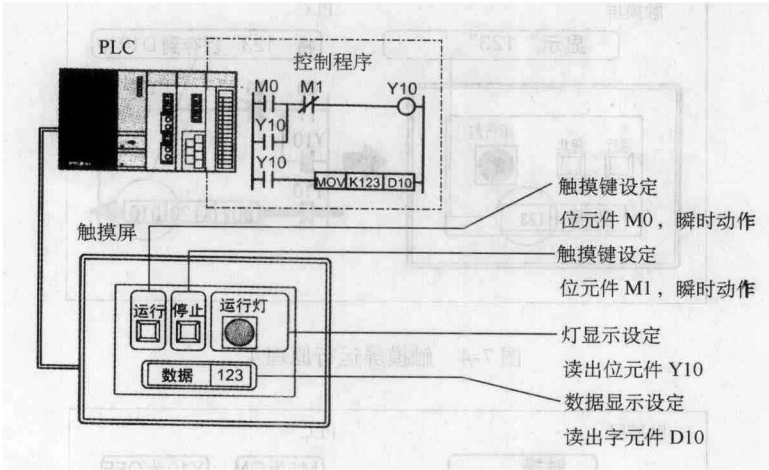 PLC
控制程序
M0 M1 Y10
Y10
Y10
MOV K123 D10
触摸键设定
位元件 M0，瞬时动作
触摸屏
触摸键设定
位元件 M1，瞬时动作
运行 停止 运行灯
灯显示设定
读出位元件 Y10
数据 123
数据显示设定
读出字元件 D10